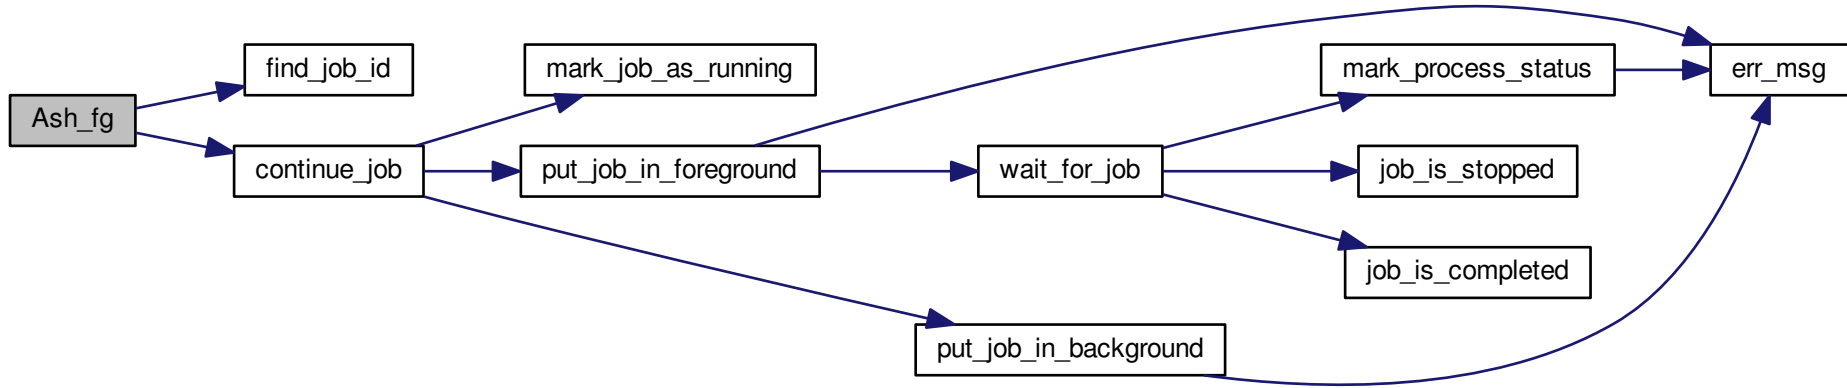 Ash_fg
find_job_id
continue_job
mark_job_as_running
put_job_in_foreground
put_job_in_background
wait_for_job
mark_process_status
job_is_stopped
job_is_completed
err_msg